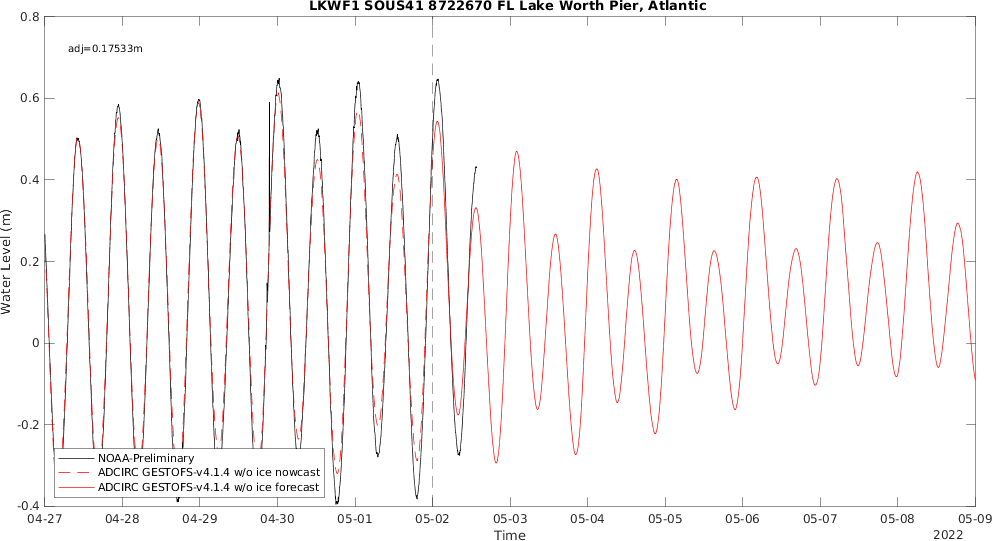 LKWF1 SOUS41 8722670 FL Lake Worth Pier, Atlantic
adj=0.17533m
0.8
0.6
0.4
0.2
0
-0.2
-0.4
Water Level (m)
NOAA-Preliminary
ADCIRC GESTOFS-v4.1.4 w/o ice nowcast
ADCIRC GESTOFS-v4.1.4 w/o ice forecast
04-27 04-28 04-29 04-30 05-01 05-02 05-03 05-04 05-05 05-06 05-07 05-08 05-09
Time
2022